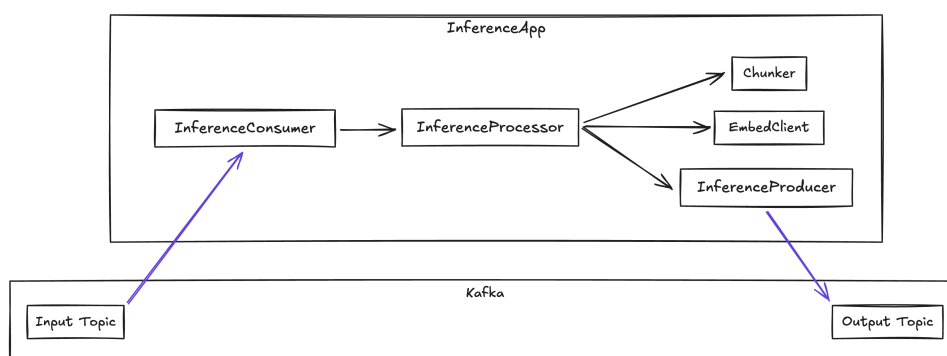 InferenceApp
Chunker
InferenceConsumer
InferenceProcessor
EmbedClient
InferenceProducer
Kafka
Input Topic
Output Topic